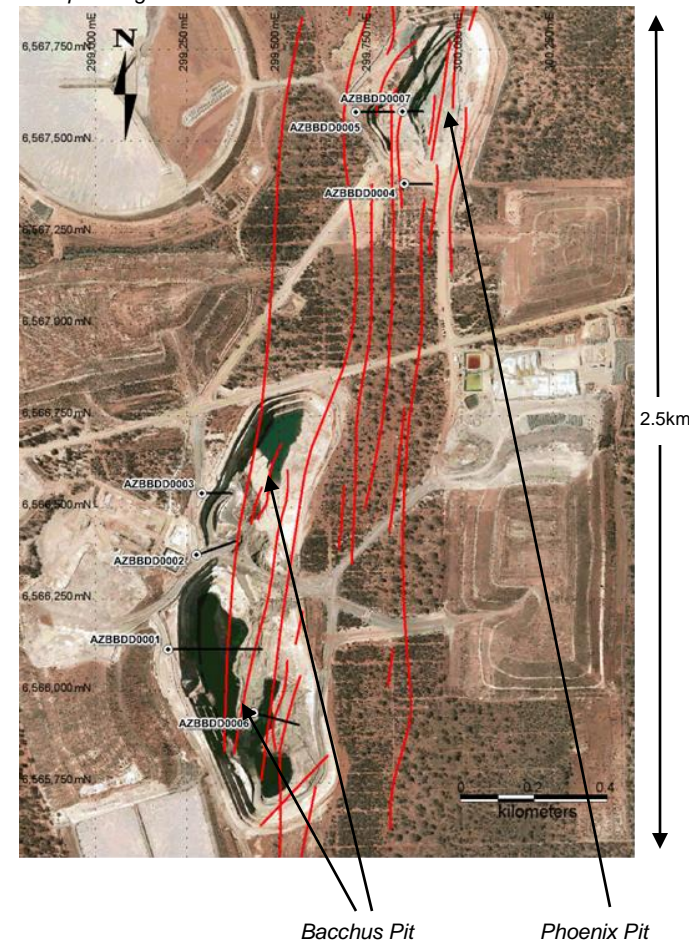 N
299,000 mE
299,250 mE
299,500 mE
299,750 mE
300,000 mE
300,250 mE
6,567,750 mN
6,567,500 mN
6,567,250 mN
6,567,000 mN
6,566,750 mN
6,566,500 mN
6,566,250 mN
6,566,000 mN
6,565,750 mN
AZBBDD0007
AZBBDD0005
AZBBDD0004
AZBBDD0003
AZBBDD0002
AZBBDD0001
AZBBDD0006
2.5km
0 0.2 0.4
kilometers
Bacchus Pit
Phoenix Pit